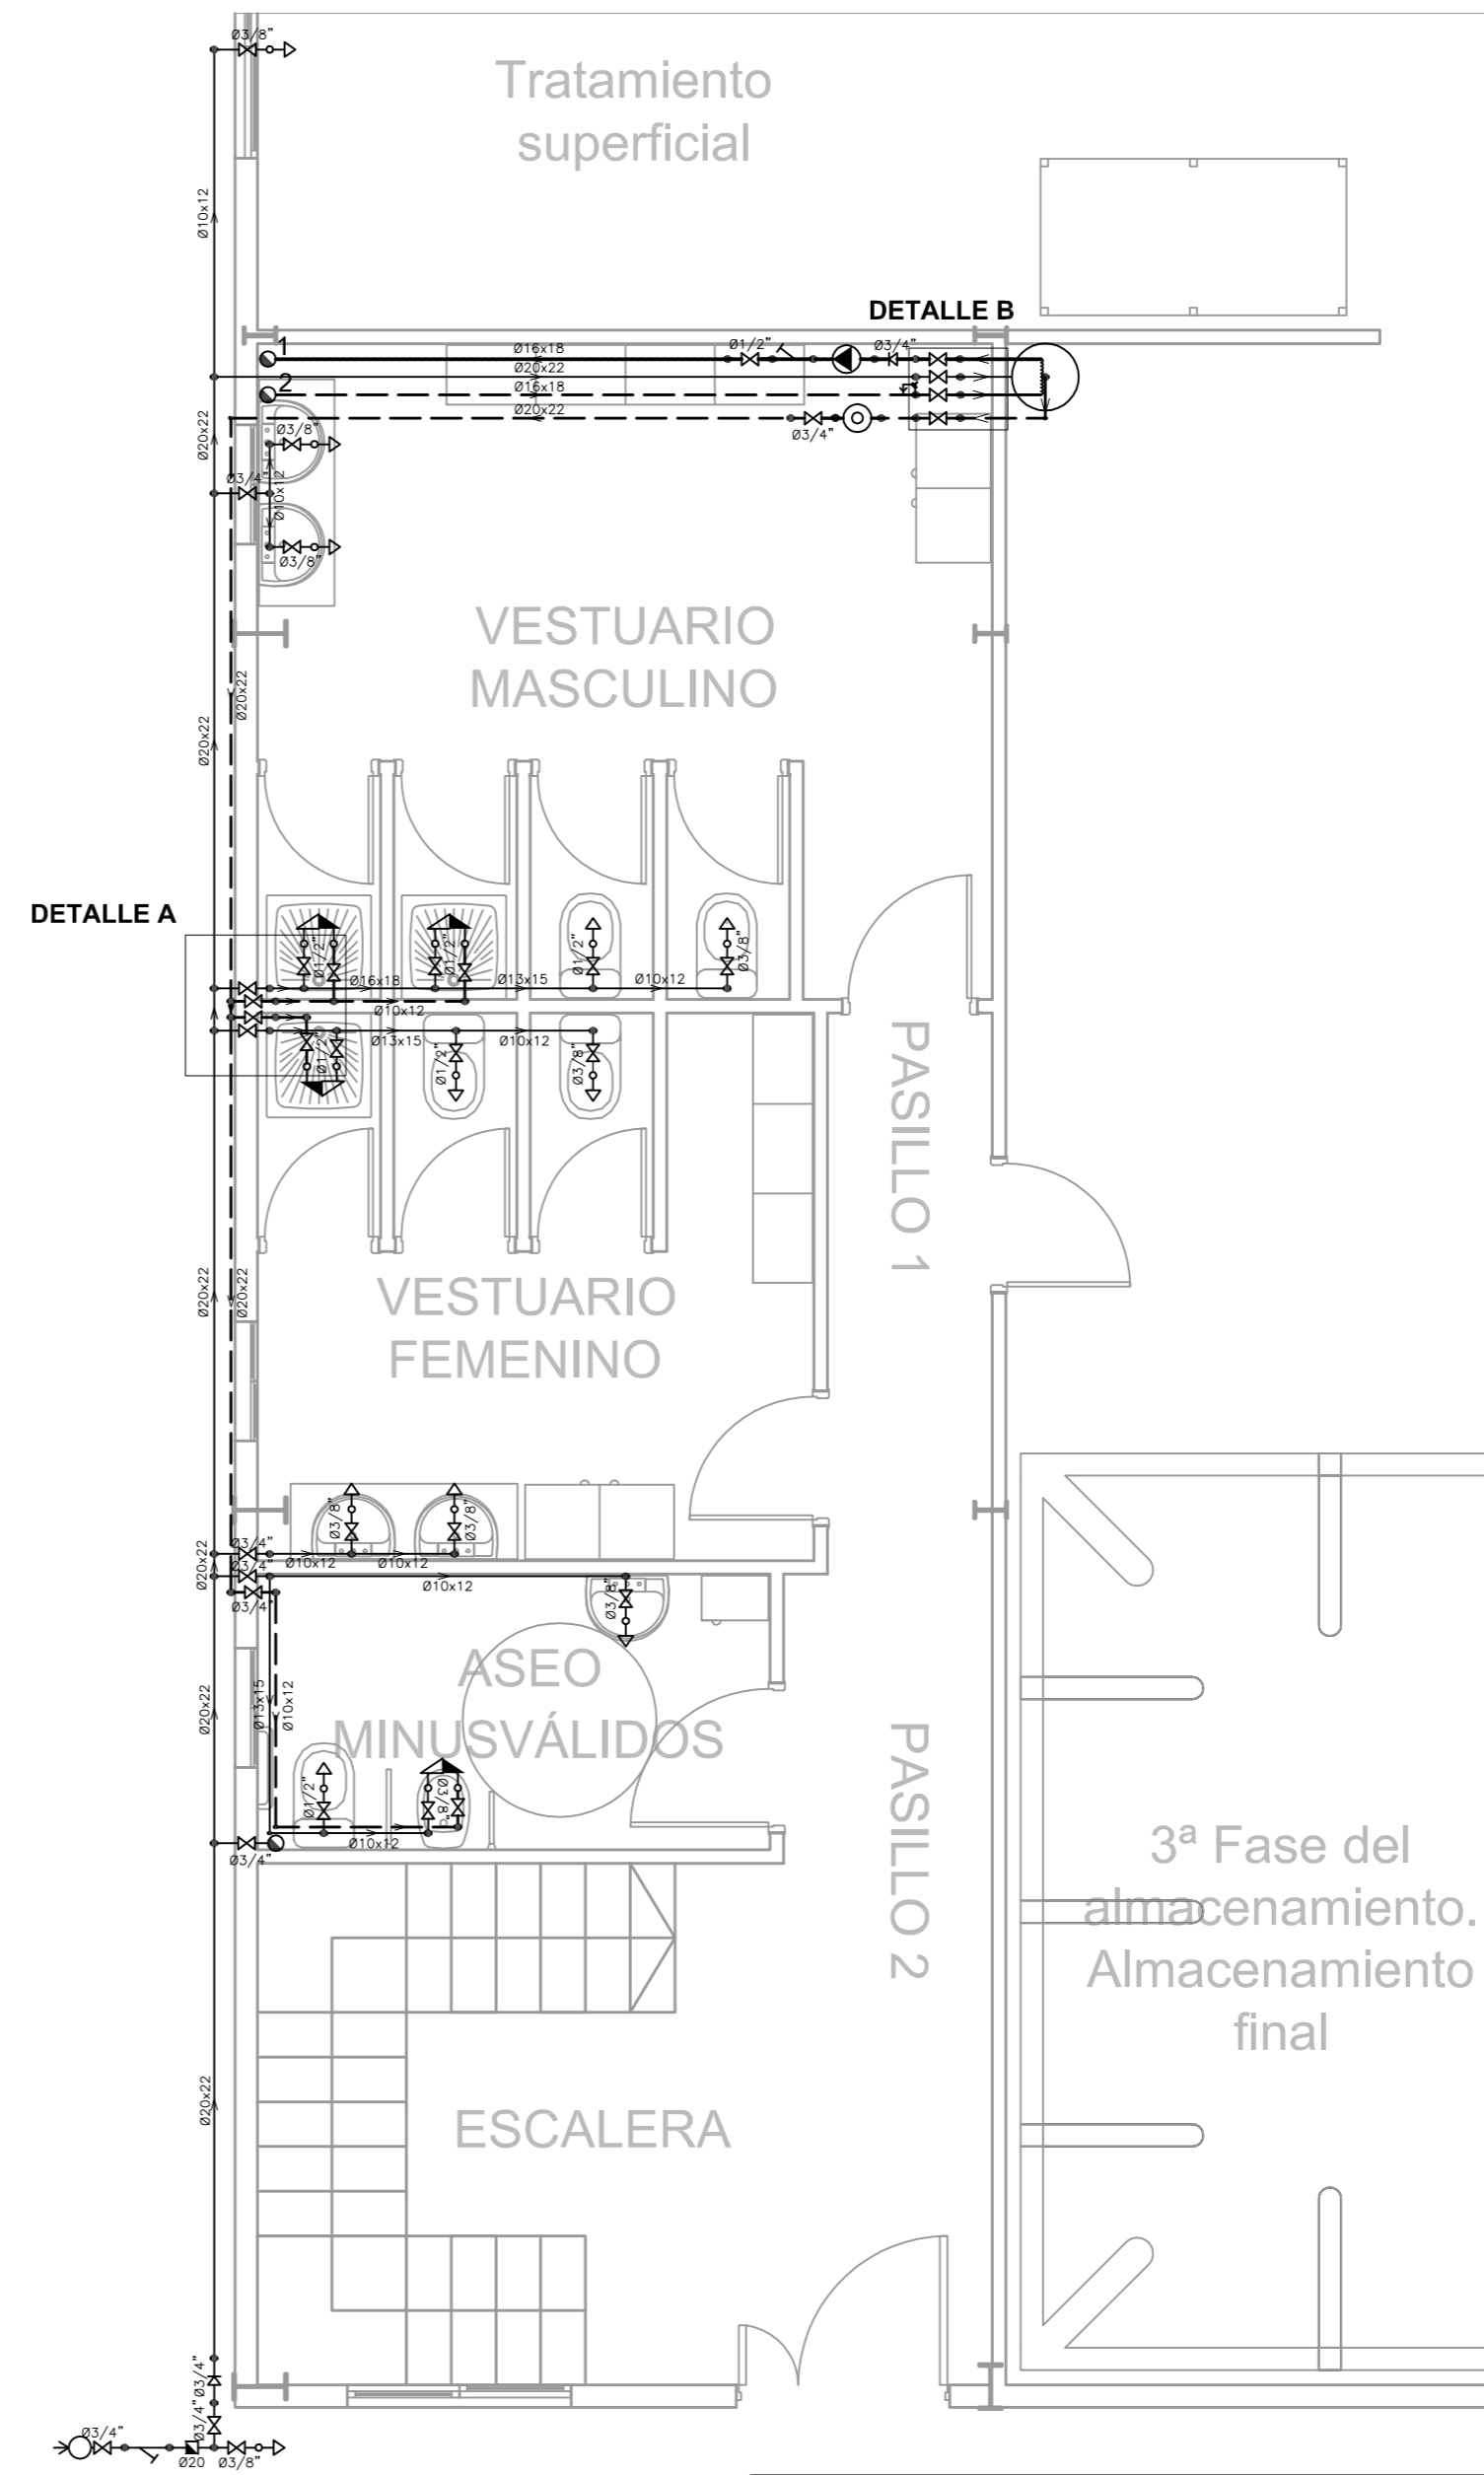 Ø3/8"
Tratamiento
superficial
Ø10x12
DETALLE B
1
Ø16x18
Ø1/2"
Ø3/4"
Ø20x22
2
Ø16x18
Ø20x22
Ø3/4"
Ø20x22
Ø3/8"
Ø3/4"
Ø10x12
Ø3/8"
VESTUARIO
MASCULINO
Ø20x22
Ø20x22
DETALLE A
Ø1/2"
Ø1/2"
Ø1/2"
Ø3/8"
Ø16x18
Ø13x15
Ø10x12
Ø10x12
Ø13x15
Ø10x12
Ø1/2"
Ø1/2"
Ø3/8"
PASILLO 1
Ø20x22
Ø20x22
VESTUARIO
FEMENINO
Ø3/8"
Ø3/8"
Ø3/4"
Ø10x12
Ø10x12
Ø20x22
Ø3/4"
Ø10x12
Ø3/4"
Ø3/8"
ASEO
MINUSVÁLIDOS
Ø20x22
Ø13x15
Ø10x12
Ø1/2"
Ø3/8"
Ø10x12
Ø3/4"
PASILLO 2
3ª Fase del
almacenamiento.
Almacenamiento
final
ESCALERA
Ø20x22
Ø3/4"
Ø3/4"
Ø3/4"
Ø20
Ø3/8"